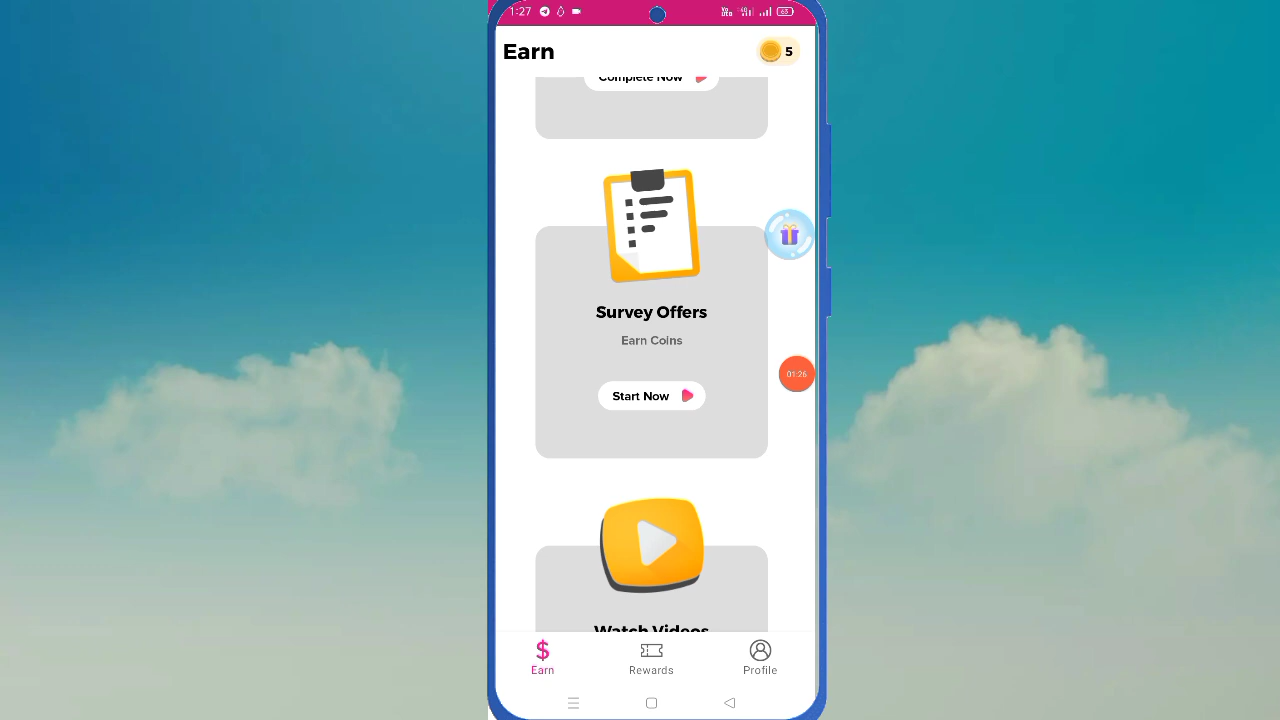 1:27
65
Earn
5
Complete Now
Survey Offers
Earn Coins
01:26
Start Now
Watch Videos
Earn
Rewards
Profile